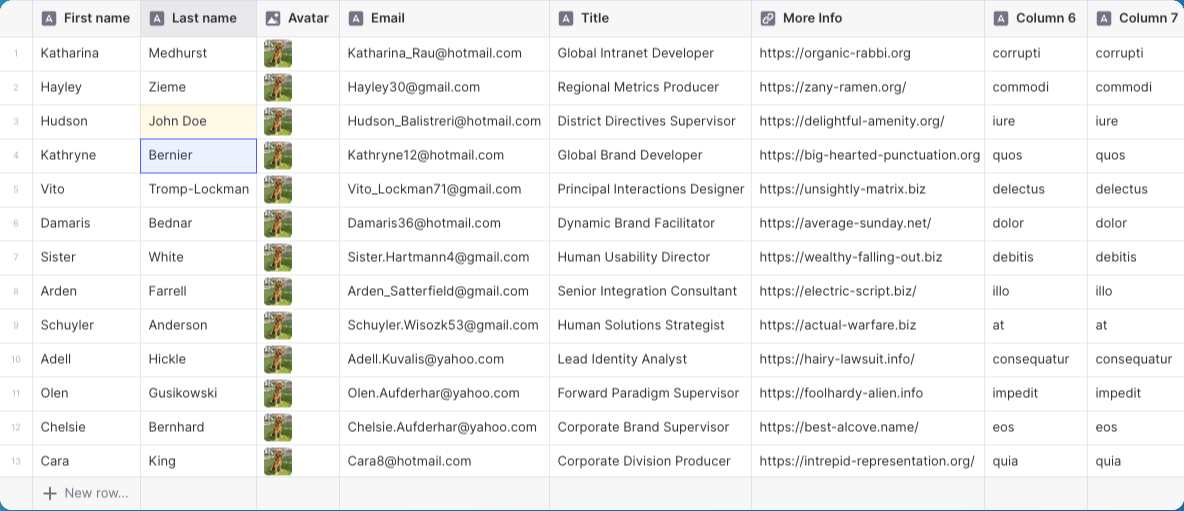 First name Last name Avatar Email Title More Info Column 6 Column 7
1 Katharina Medhurst Katharina_Rau@hotmail.com Global Intranet Developer https://organic-rabbi.org corrupti corrupti
2 Hayley Zieme Hayley30@gmail.com Regional Metrics Producer https://zany-ramen.org/ commodi commodi
3 Hudson John Doe Hudson_Balistreri@hotmail.com District Directives Supervisor https://delightful-amenity.org/ iure iure
4 Kathryne Bernier Kathryne12@hotmail.com Global Brand Developer https://big-hearted-punctuation.org quos quos
5 Vito Tromp-Lockman Vito_Lockman71@gmail.com Principal Interactions Designer https://unsightly-matrix.biz delectus delectus
6 Damaris Bednar Damaris36@hotmail.com Dynamic Brand Facilitator https://average-sunday.net/ dolor dolor
7 Sister White Sister.Hartmann4@gmail.com Human Usability Director https://wealthy-falling-out.biz debitis debitis
8 Arden Farrell Arden_Satterfield@gmail.com Senior Integration Consultant https://electric-script.biz/ illo illo
9 Schuyler Anderson Schuyler.Wisozk53@gmail.com Human Solutions Strategist https://actual-warfare.biz at at
10 Adell Hickle Adell.Kuvalis@yahoo.com Lead Identity Analyst https://hairy-lawsuit.info/ consequatur consequatur
11 Olen Gusikowski Olen.Aufderhar@yahoo.com Forward Paradigm Supervisor https://foolhardy-alien.info impedit impedit
12 Chelsie Bernhard Chelsie.Aufderhar@yahoo.com Corporate Brand Supervisor https://best-alcove.name/ eos eos
13 Cara King Cara8@hotmail.com Corporate Division Producer https://intrepid-representation.org/ quia quia
New row...